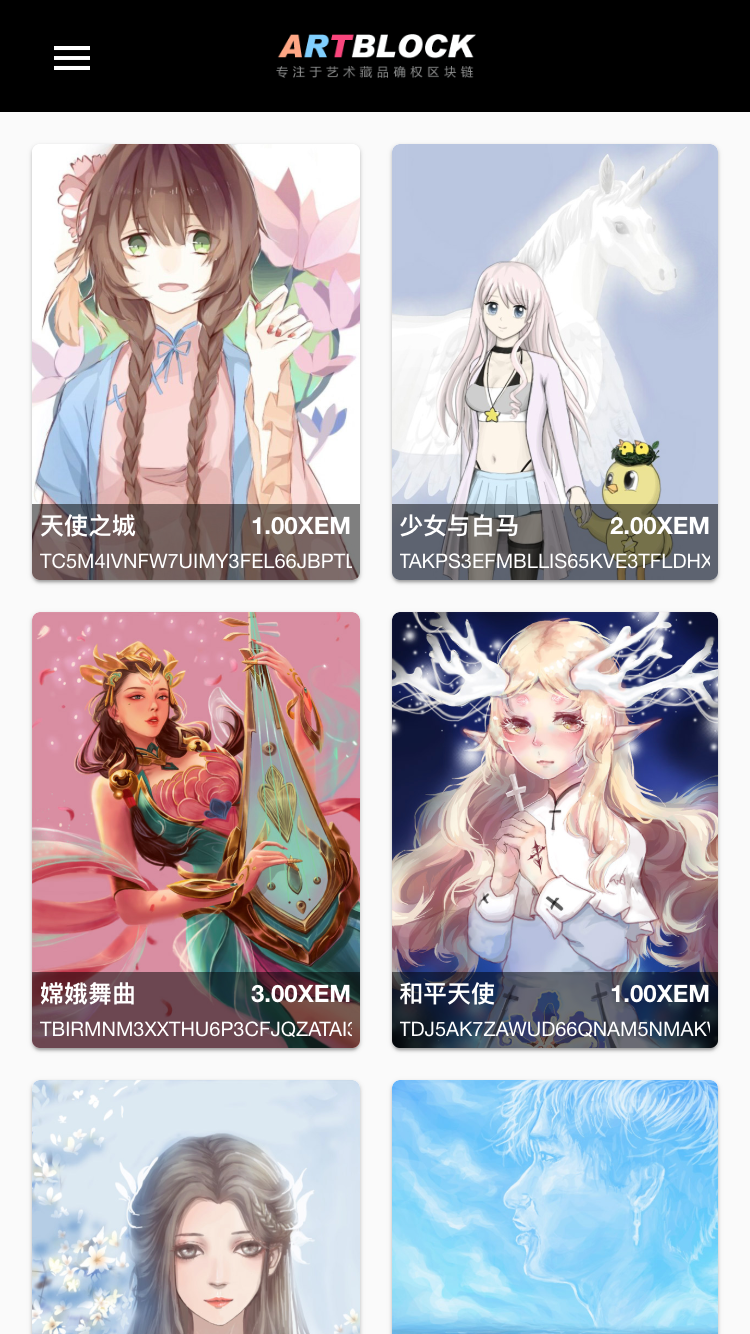 ARTBLOCK
专注于艺术藏品确权区块链
天使之城 1.00XEM
TC5M4IVNFW7UIMY3FEL66JBPTL
少女与白马 2.00XEM
TAKPS3EFMBLLIS65KVE3TFLDHX
嫦娥舞曲 3.00XEM
TBIRMNM3XXTHU6P3CFJQZATAI
和平天使 1.00XEM
TDJ5AK7ZAWUD66QNAM5NMAK